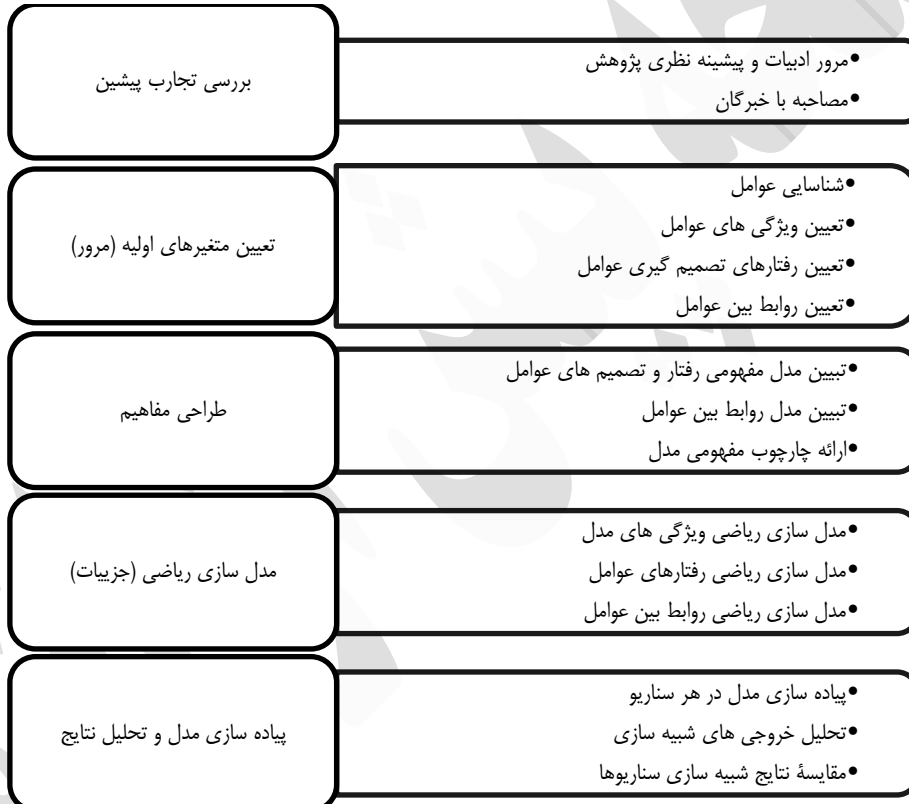 بررسی تجارب پیشین
•مرور ادبیات و پیشینه نظری پژوهش
•مصاحبه با خبرگان
تعیین متغیرهای اولیه (مرور)
•شناسایی عوامل
•تعیین ویژگی های عوامل
•تعیین رفتارهای تصمیم گیری عوامل
•تعیین روابط بین عوامل
طراحی مفاهیم
•تبیین مدل مفهومی رفتار و تصمیم های عوامل
•تبیین مدل روابط بین عوامل
•ارائه چارچوب مفهومی مدل
مدل سازی ریاضی (جزییات)
•مدل سازی ریاضی ویژگی های مدل
•مدل سازی ریاضی رفتارهای عوامل
•مدل سازی ریاضی روابط بین عوامل
پیاده سازی مدل و تحلیل نتایج
•پیاده سازی مدل در هر سناریو
•تحلیل خروجی های شبیه سازی
•مقایسۀ نتایج شبیه سازی سناریوها